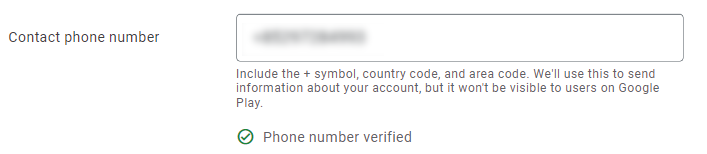 Contact phone number
Include the + symbol, country code, and area code. We'll use this to send
information about your account, but it won't be visible to users on Google
Play.
Phone number verified